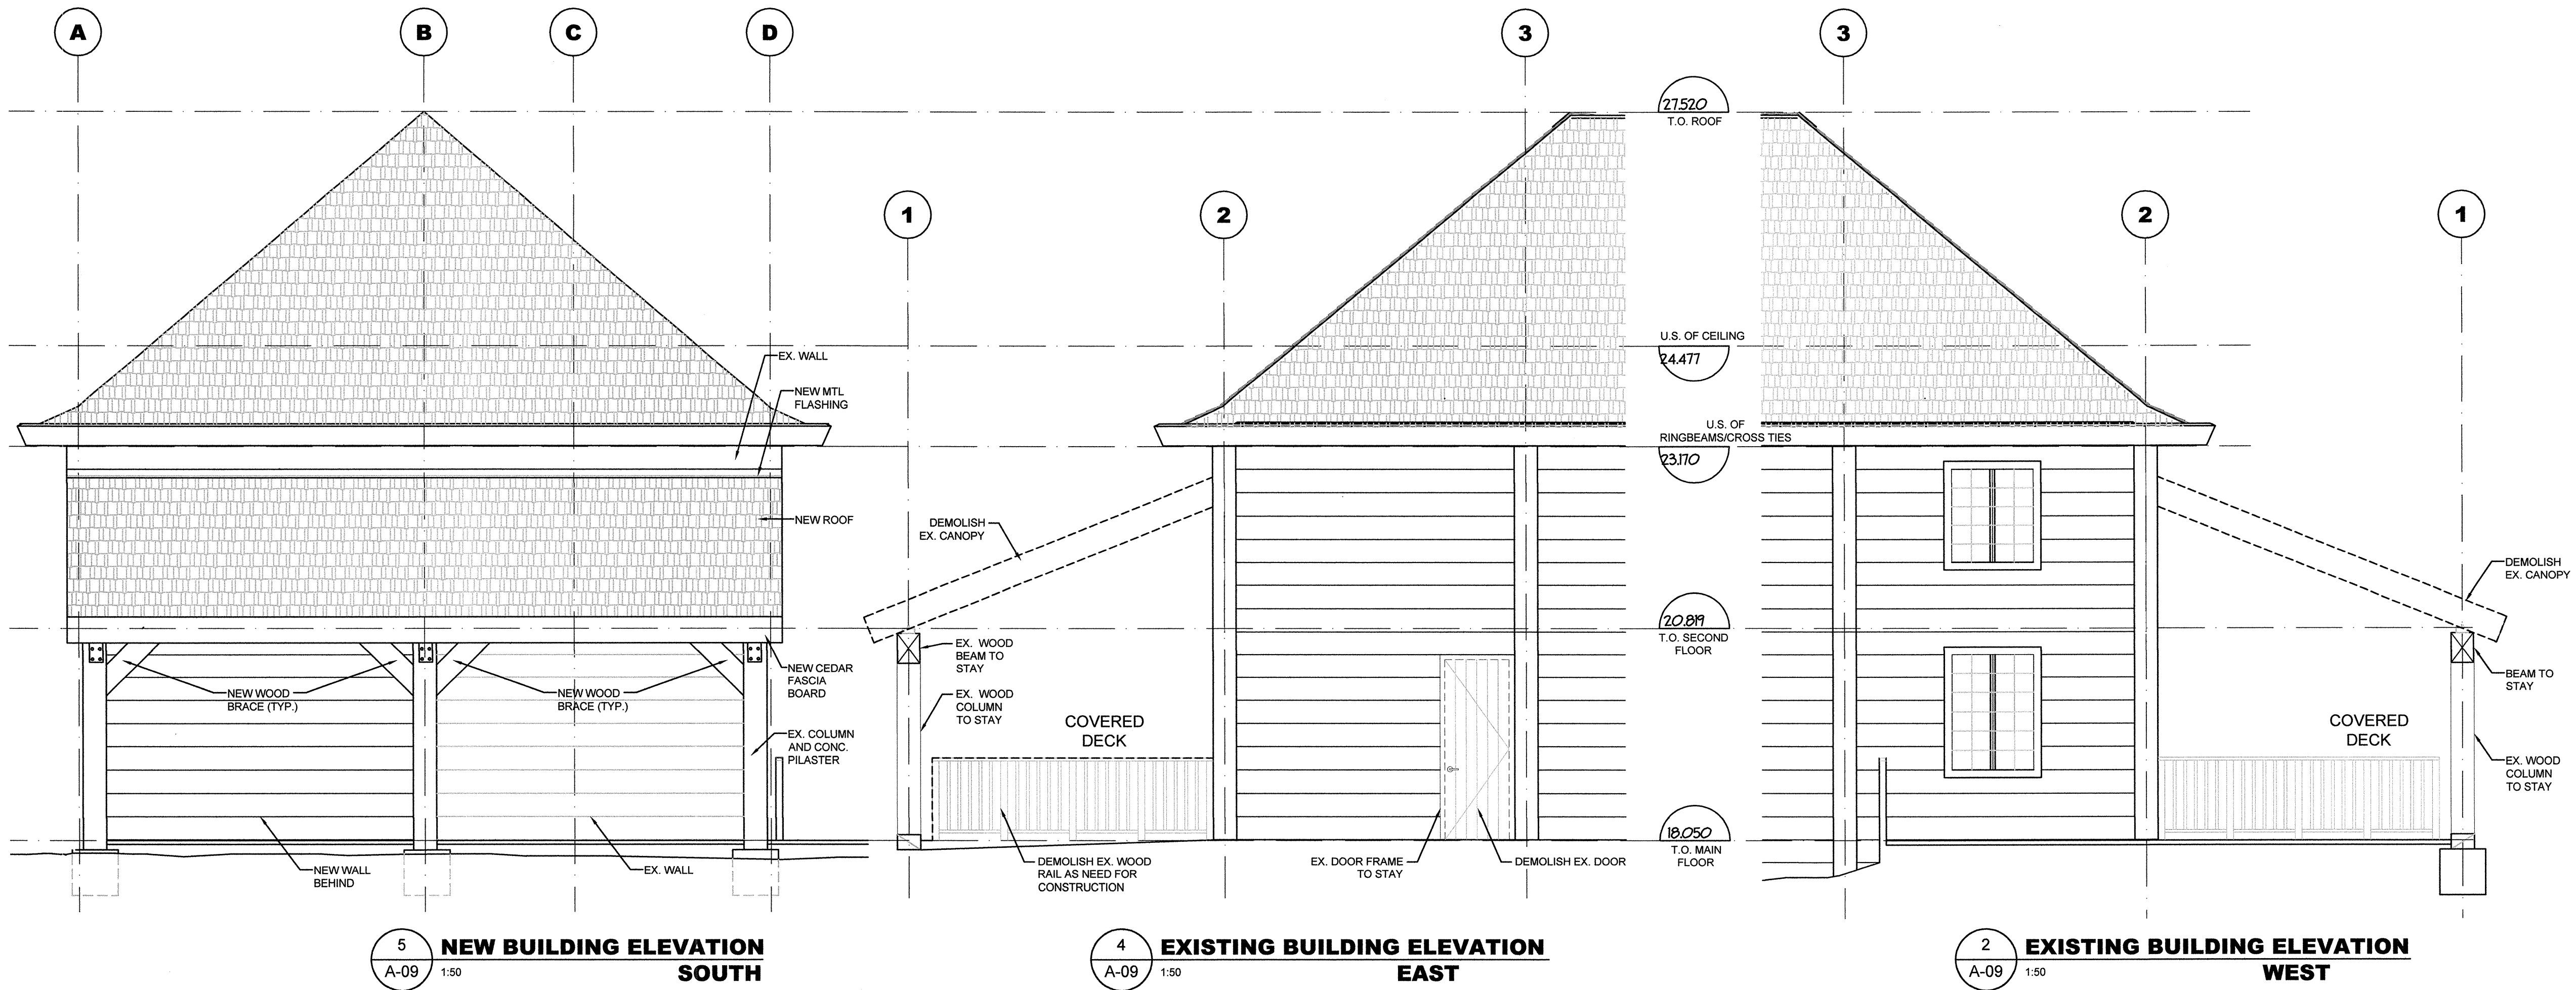 A
B
C
D
3
3
1
2
2
1
27.520
T.O. ROOF
U.S. OF CEILING
24.477
U.S. OF
RINGBEAMS/CROSS TIES
23.170
20.819
T.O. SECOND
FLOOR
18.050
T.O. MAIN
FLOOR
EX. WALL
NEW MTL
FLASHING
NEW ROOF
NEW CEDAR
FASCIA
BOARD
NEW WOOD
BRACE (TYP.)
NEW WOOD
BRACE (TYP.)
EX. COLUMN
AND CONC.
PILASTER
NEW WALL
BEHIND
EX. WALL
5
A-09
NEW BUILDING ELEVATION
1:50
SOUTH
DEMOLISH
EX. CANOPY
EX. WOOD
BEAM TO
STAY
EX. WOOD
COLUMN
TO STAY
COVERED
DECK
DEMOLISH EX. WOOD
RAIL AS NEED FOR
CONSTRUCTION
EX. DOOR FRAME
TO STAY
DEMOLISH EX. DOOR
4
A-09
EXISTING BUILDING ELEVATION
1:50
EAST
DEMOLISH
EX. CANOPY
BEAM TO
STAY
COVERED
DECK
EX. WOOD
COLUMN
TO STAY
2
A-09
EXISTING BUILDING ELEVATION
1:50
WEST